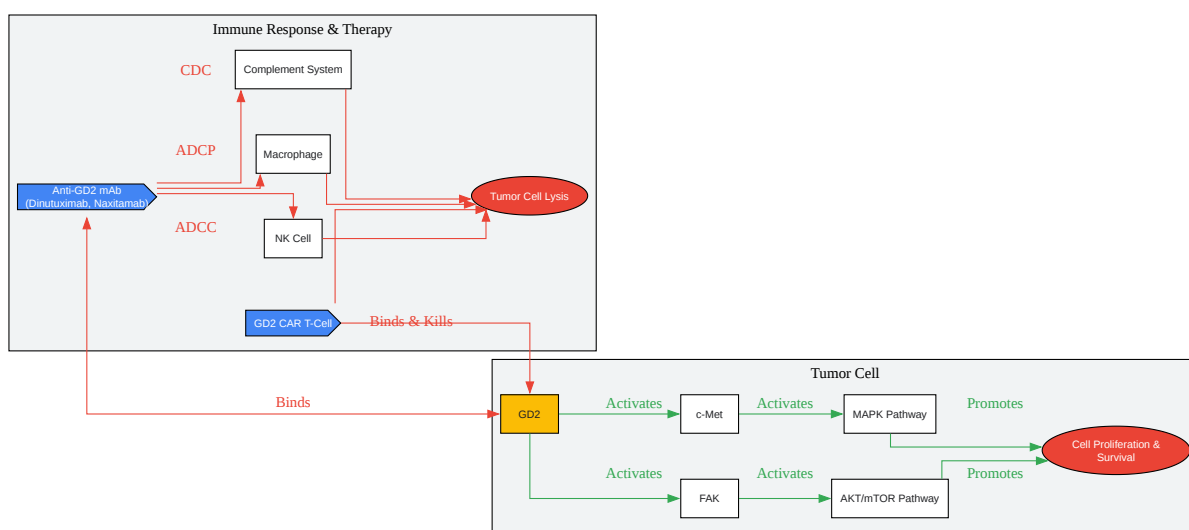 Immune Response & Therapy
CDC
Complement System
ADCP
Macrophage
Anti-GD2 mAb
(Dinutuximab, Naxitamab)
Tumor Cell Lysis
ADCC
NK Cell
GD2 CAR T-Cell
Binds & Kills
Tumor Cell
Binds
GD2
Activates
c-Met
Activates
MAPK Pathway
Promotes
Cell Proliferation &
Survival
Activates
FAK
Activates
AKT/mTOR Pathway
Promotes